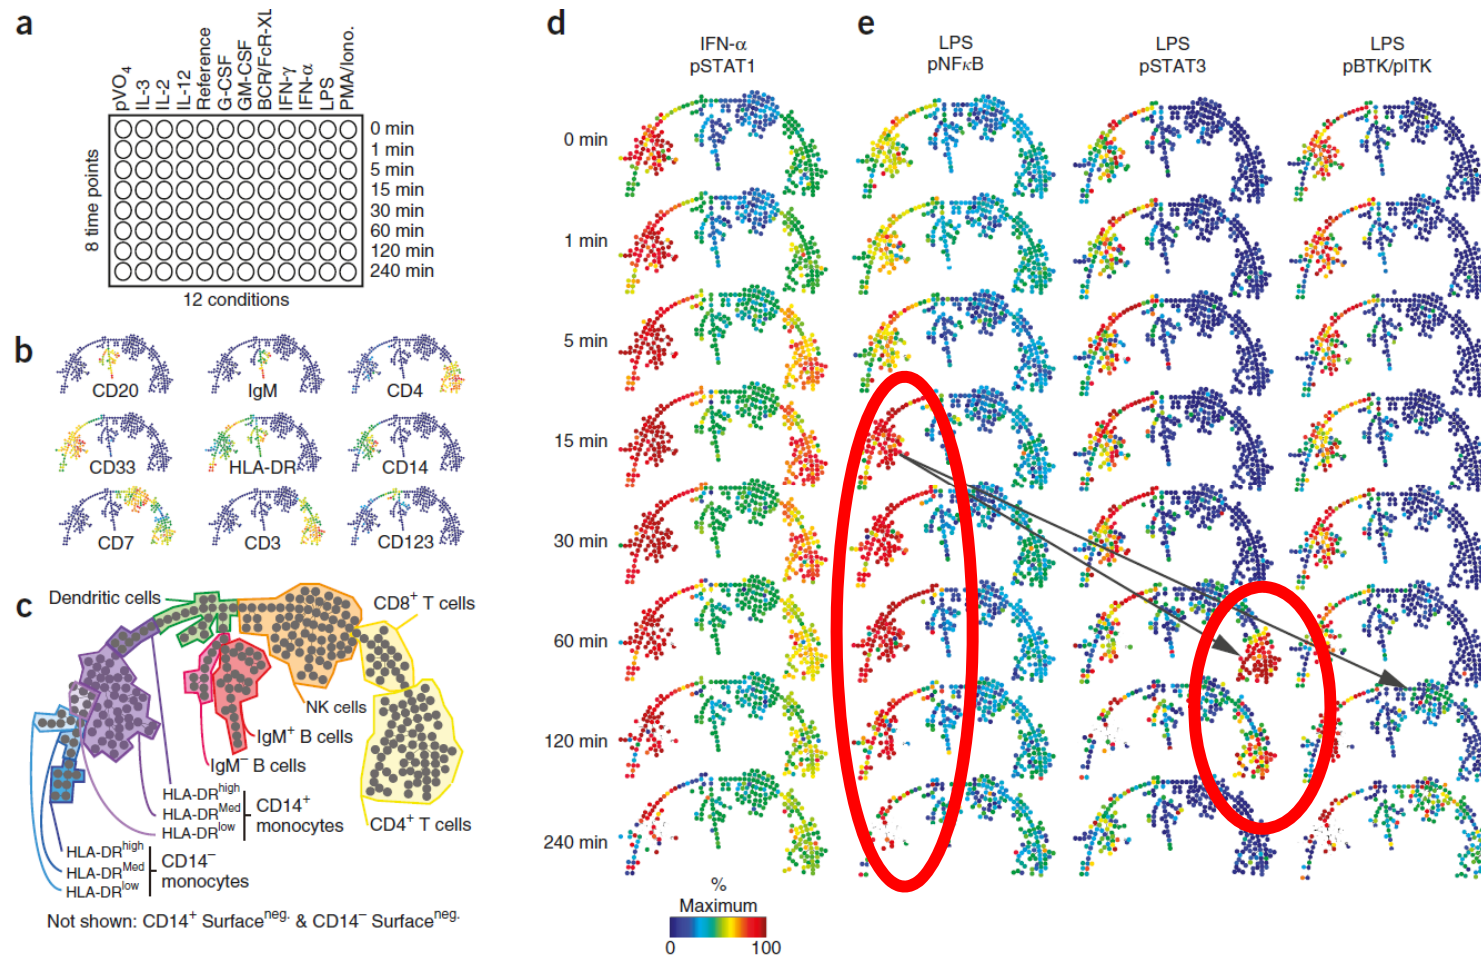 a
pVO4
IL-3
IL-2
IL-12
Reference
G-CSF
GM-CSF
BCR/FcR-XL
IFN-γ
IFN-α
LPS
PMA/Iono.
8 time points
0 min
1 min
5 min
15 min
30 min
60 min
120 min
240 min
12 conditions
b
CD20
IgM
CD4
CD33
HLA-DR
CD14
CD7
CD3
CD123
c
Dendritic cells
CD8+ T cells
NK cells
IgM+ B cells
IgM− B cells
CD4+ T cells
HLA-DRhigh
HLA-DRMed
HLA-DRlow
CD14+
monocytes
HLA-DRhigh
HLA-DRMed
HLA-DRlow
CD14−
monocytes
Not shown: CD14+ Surfaceneg. & CD14− Surfaceneg.
d
IFN-α
pSTAT1
e
LPS
pNFκB
LPS
pSTAT3
LPS
pBTK/pITK
0 min
1 min
5 min
15 min
30 min
60 min
120 min
240 min
%
Maximum
0 100